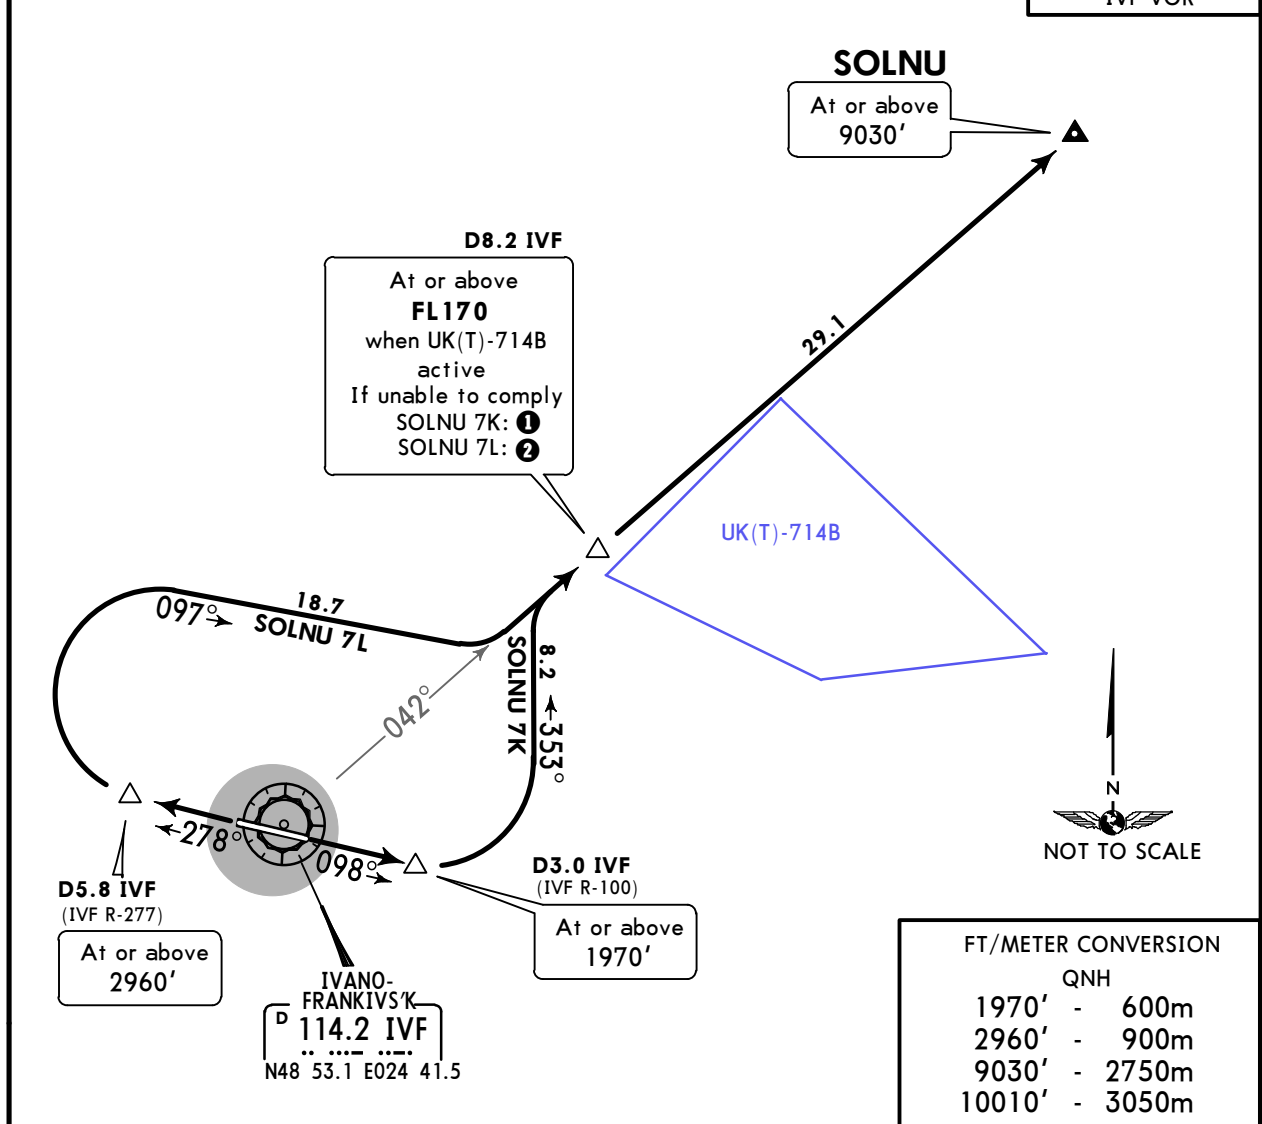 IVF VOR
SOLNU
At or above
9030'
D8.2 IVF
At or above
FL170
when UK(T)-714B
active
If unable to comply
SOLNU 7K: 1
SOLNU 7L: 2
29.1
UK(T)-714B
097°
18.7
SOLNU 7L
042°
8.2
SOLNU 7K
353°
278°
098°
D5.8 IVF
(IVF R-277)
At or above
2960'
D3.0 IVF
(IVF R-100)
At or above
1970'
IVANO-
FRANKIVS'K
D 114.2 IVF
N48 53.1 E024 41.5
N
NOT TO SCALE
FT/METER CONVERSION
QNH
1970' - 600m
2960' - 900m
9030' - 2750m
10010' - 3050m